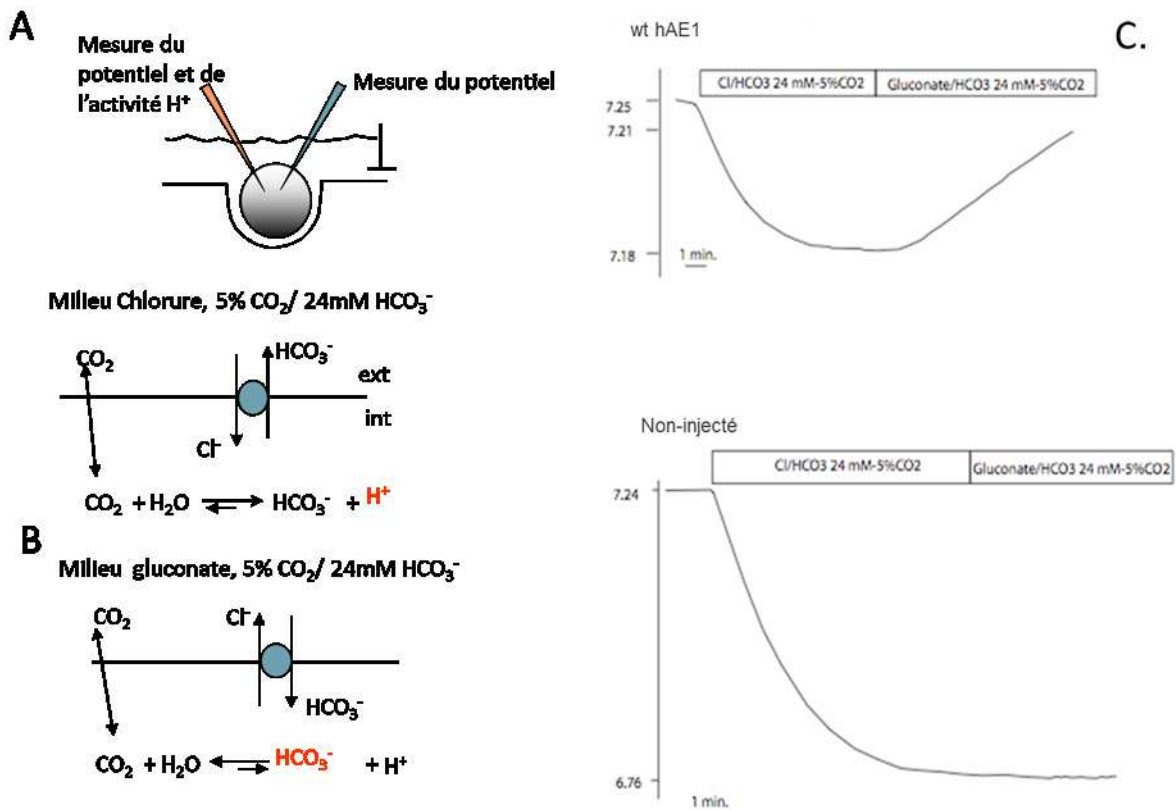 A
Mesure du
potentiel et de
l'activité H⁺
Mesure du potentiel
Milieu Chlorure, 5% CO₂/ 24mM HCO₃⁻
CO₂
HCO₃⁻
ext
int
Cl⁻
CO₂ + H₂O HCO₃⁻ + H⁺
B
Milieu gluconate, 5% CO₂/ 24mM HCO₃⁻
CO₂
Cl⁻
HCO₃⁻
CO₂ + H₂O HCO₃⁻ + H⁺
wt hAE1
C.
Cl/HCO3 24 mM-5%CO2 Gluconate/HCO3 24 mM-5%CO2
7.25
7.21
7.18
1 min.
Non-injecté
Cl/HCO3 24 mM-5%CO2 Gluconate/HCO3 24 mM-5%CO2
7.24
6.76
1 min.